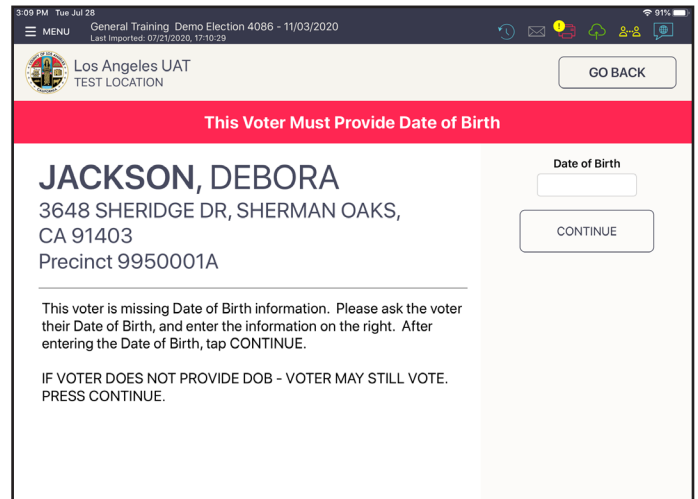 3:09 PM Tue Jul 28
91%
MENU
General Training Demo Election 4086 - 11/03/2020
Last Imported: 07/21/2020, 17:10:29
Los Angeles UAT
TEST LOCATION
GO BACK
This Voter Must Provide Date of Birth
JACKSON, DEBORA
3648 SHERIDGE DR, SHERMAN OAKS,
CA 91403
Precinct 9950001A
Date of Birth
CONTINUE
This voter is missing Date of Birth information. Please ask the voter
their Date of Birth, and enter the information on the right. After
entering the Date of Birth, tap CONTINUE.
IF VOTER DOES NOT PROVIDE DOB - VOTER MAY STILL VOTE.
PRESS CONTINUE.